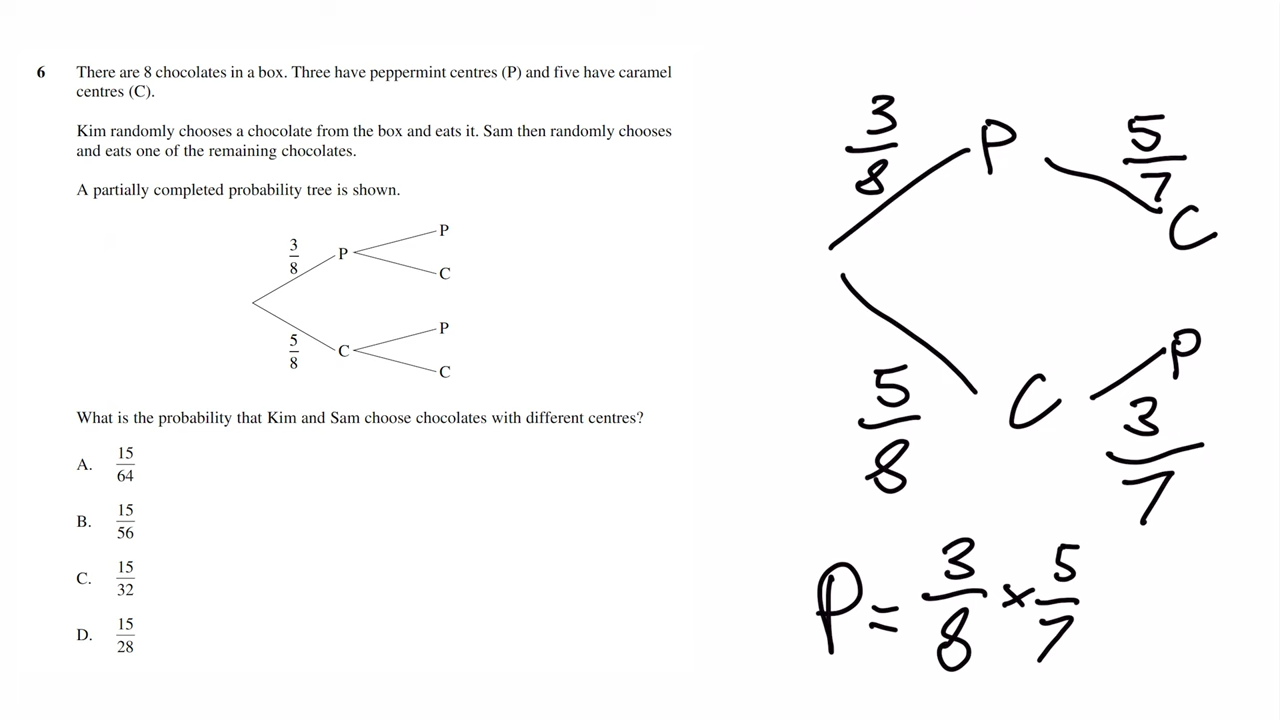 6 There are 8 chocolates in a box. Three have peppermint centres (P) and five have caramel
centres (C).
Kim randomly chooses a chocolate from the box and eats it. Sam then randomly chooses
and eats one of the remaining chocolates.
A partially completed probability tree is shown.
P
3/8 P
C
P
5/8 C
C
What is the probability that Kim and Sam choose chocolates with different centres?
A. 15/64
B. 15/56
C. 15/32
D. 15/28
3/8 P 5/7
C
P
5/8 C 3/7
P = 3/8 × 5/7